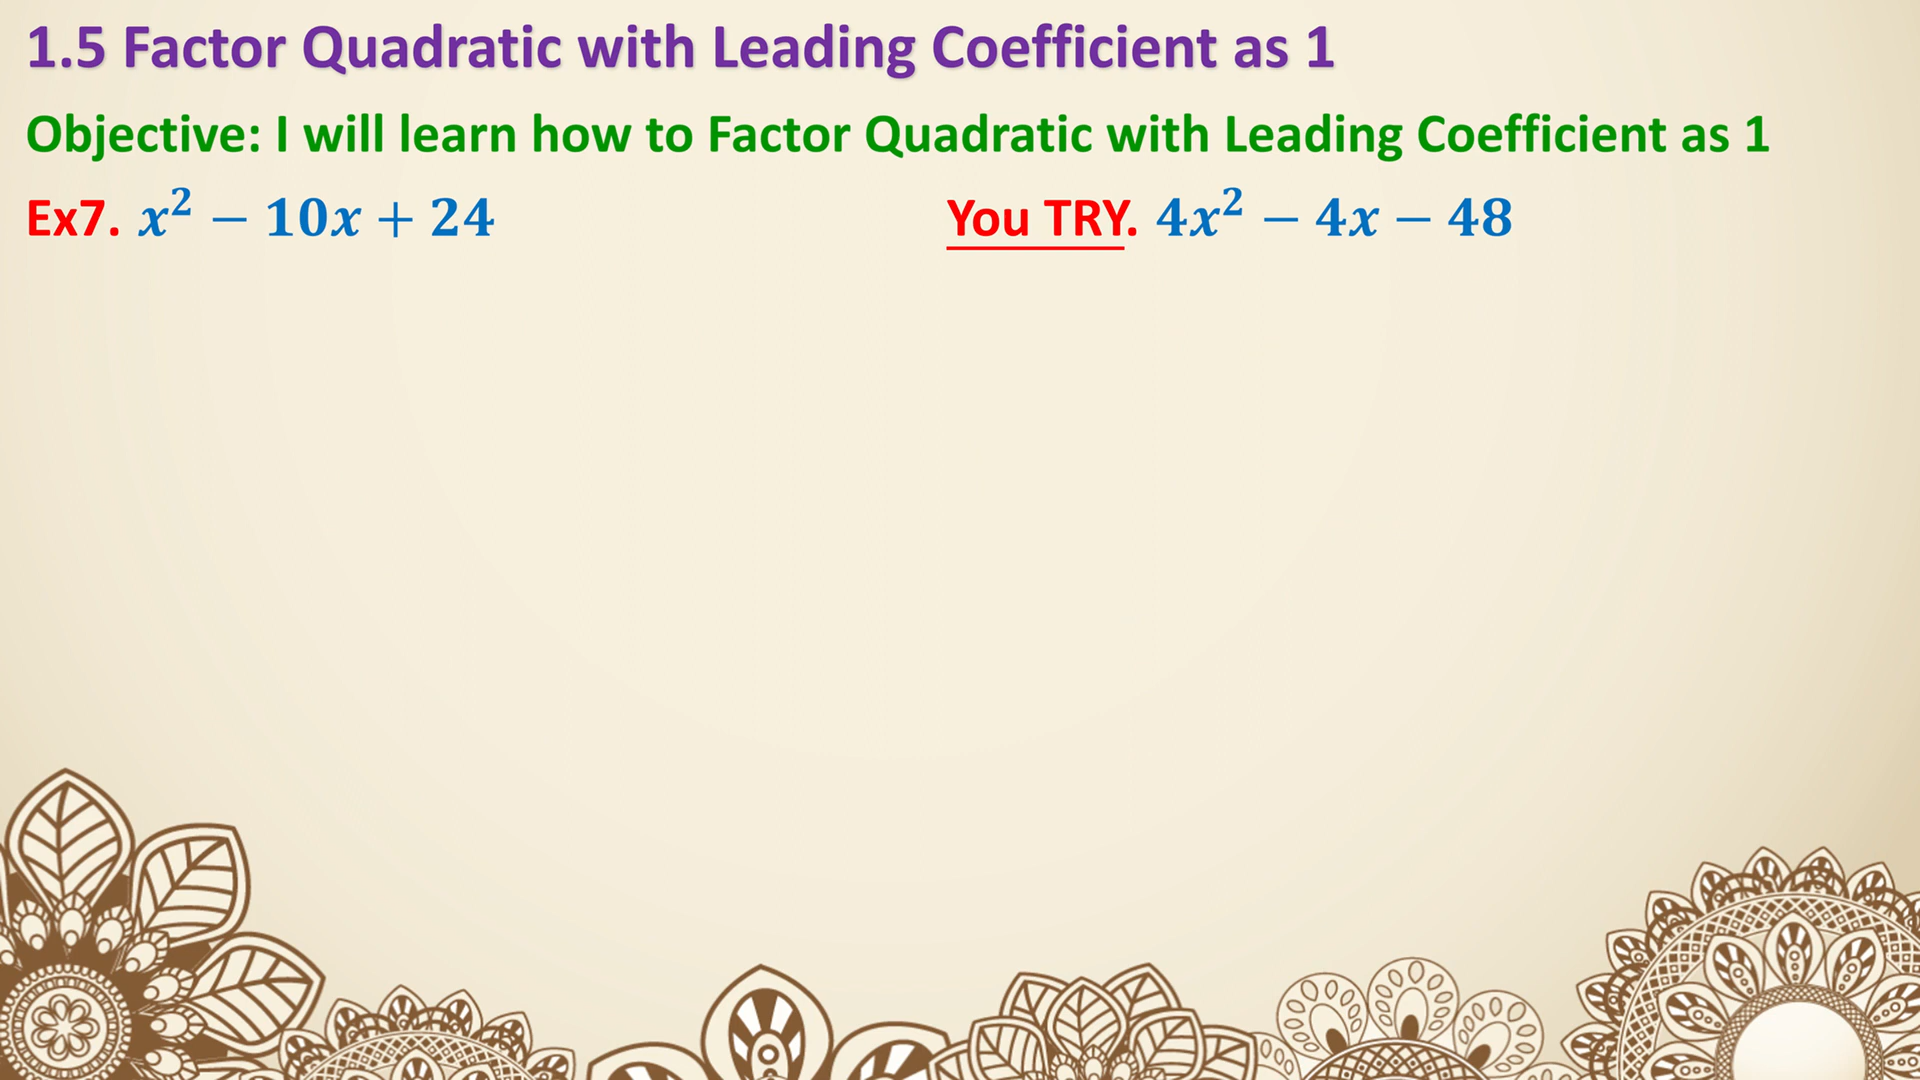 1.5 Factor Quadratic with Leading Coefficient as 1
Objective: I will learn how to Factor Quadratic with Leading Coefficient as 1
Ex7. x² − 10x + 24
You TRY. 4x² − 4x − 48